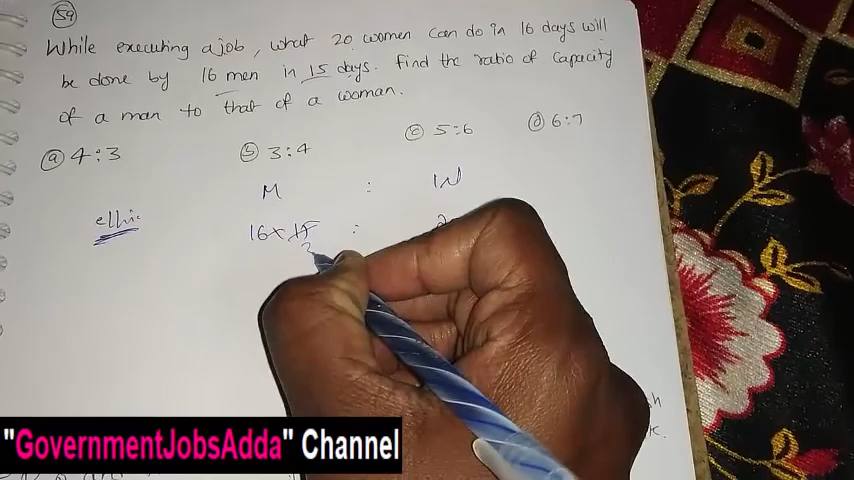 59
While executing a job, what 20 women can do in 16 days will
be done by 16 men in 15 days. find the ratio of capacity
of a man to that of a woman.
a 4:3 b 3:4 c 5:6 d 6:7
M : W
16 x 15 :
3
"GovernmentJobsAdda" Channel